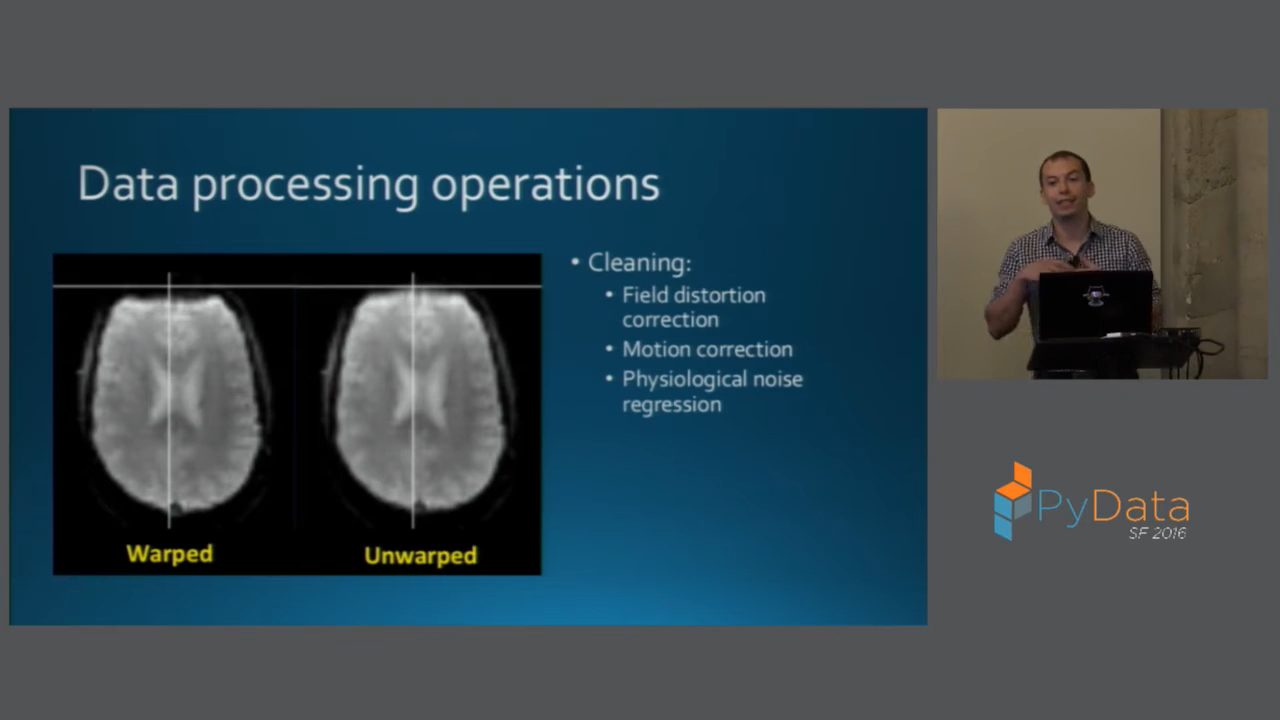 Data processing operations
• Cleaning:
• Field distortion
correction
• Motion correction
• Physiological noise
regression
Warped
Unwarped
PyData
SF 2016